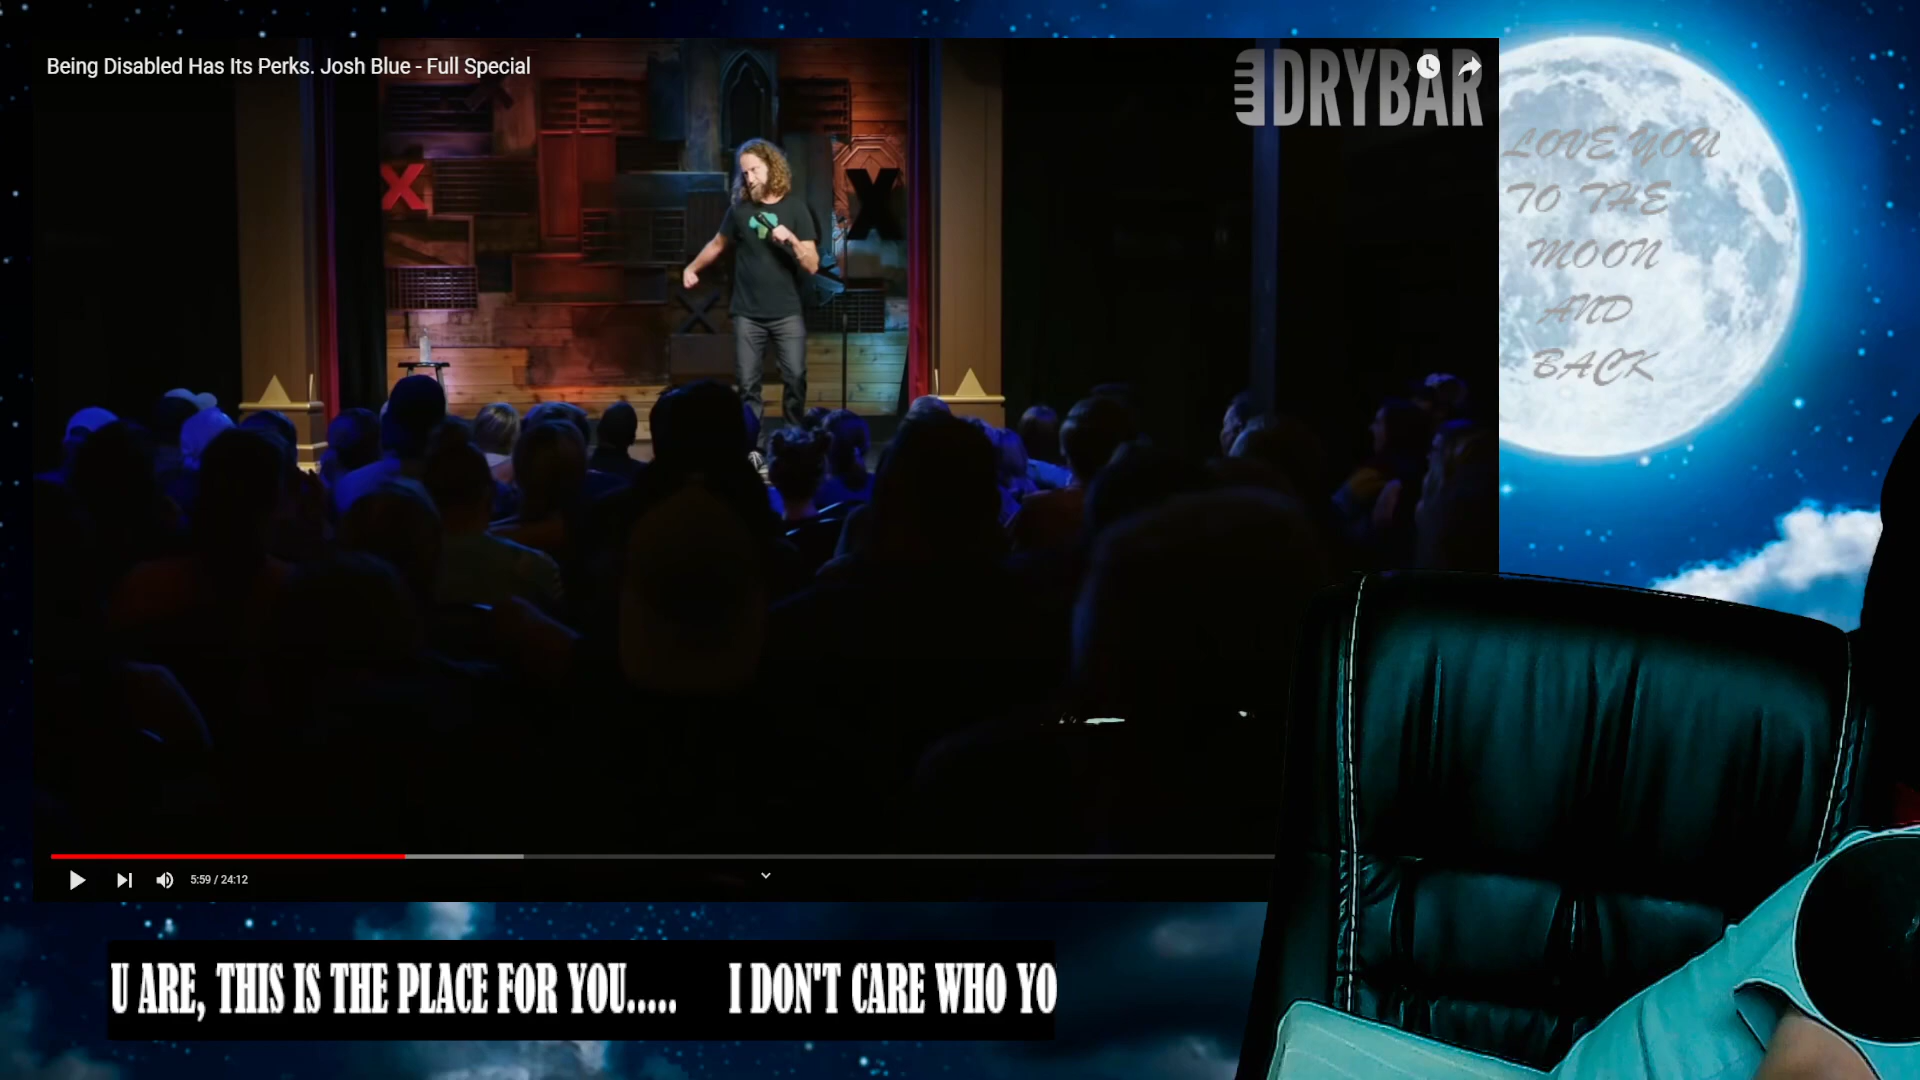 Being Disabled Has Its Perks. Josh Blue - Full Special
DRYBAR
LOVE YOU
TO THE
MOON
AND
BACK
5:59 / 24:12
U ARE, THIS IS THE PLACE FOR YOU..... I DON'T CARE WHO YO